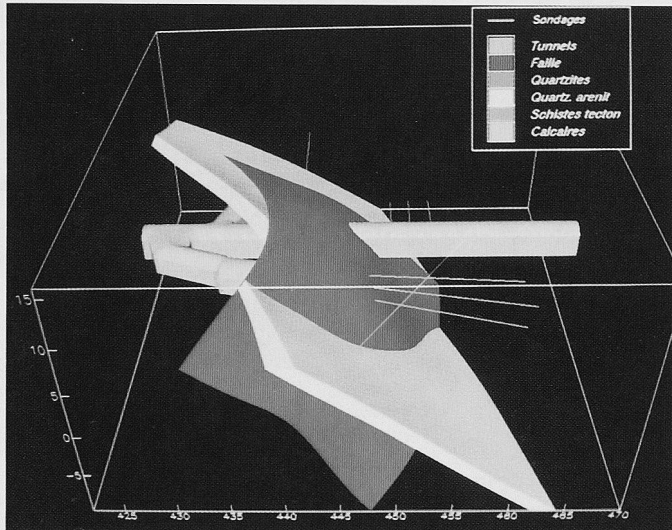 Sondages
Tunnels
Faille
Quartzites
Quartz. arenit
Schistes tecton
Calcaires
15
10
5
0
-5
425 430 435 440 445 450 455 460 465 470